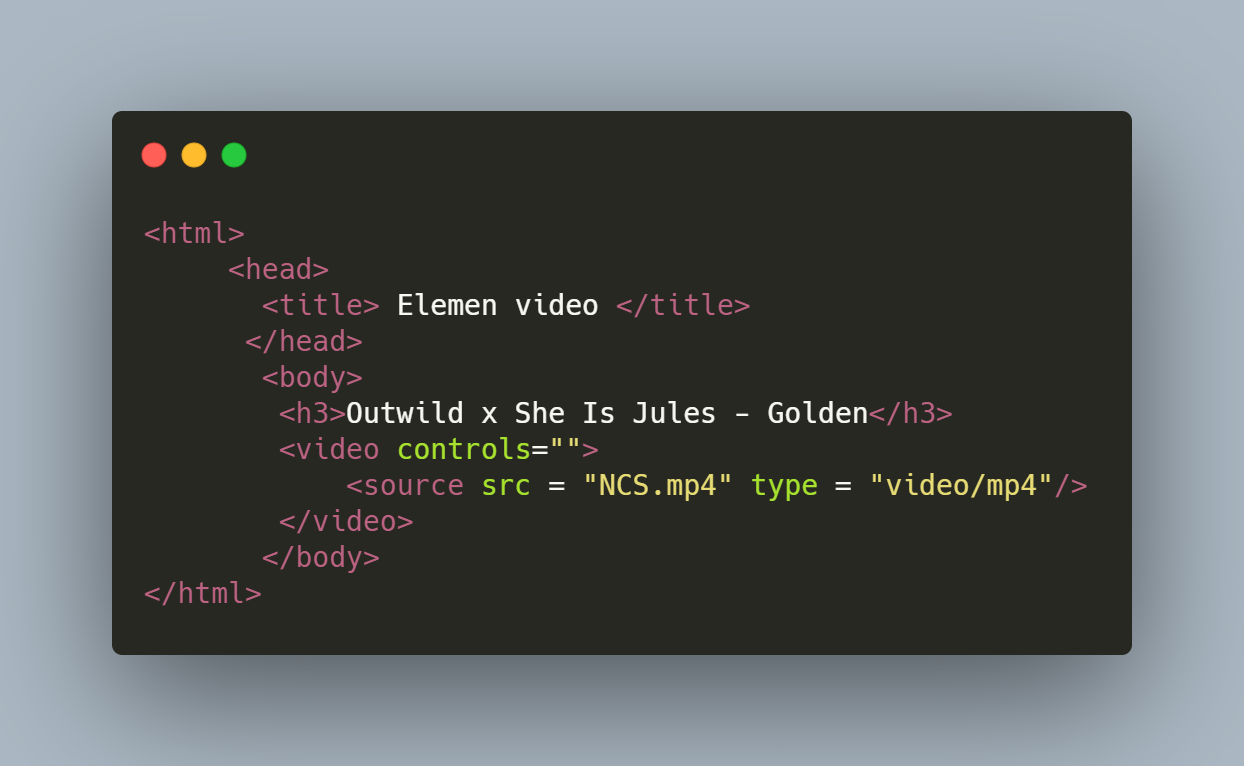 <html>
     <head>
       <title> Elemen video </title>
      </head>
       <body>
        <h3>Outwild x She Is Jules - Golden</h3>
        <video controls="">
            <source src = "NCS.mp4" type = "video/mp4"/>
        </video>
       </body>
</html>